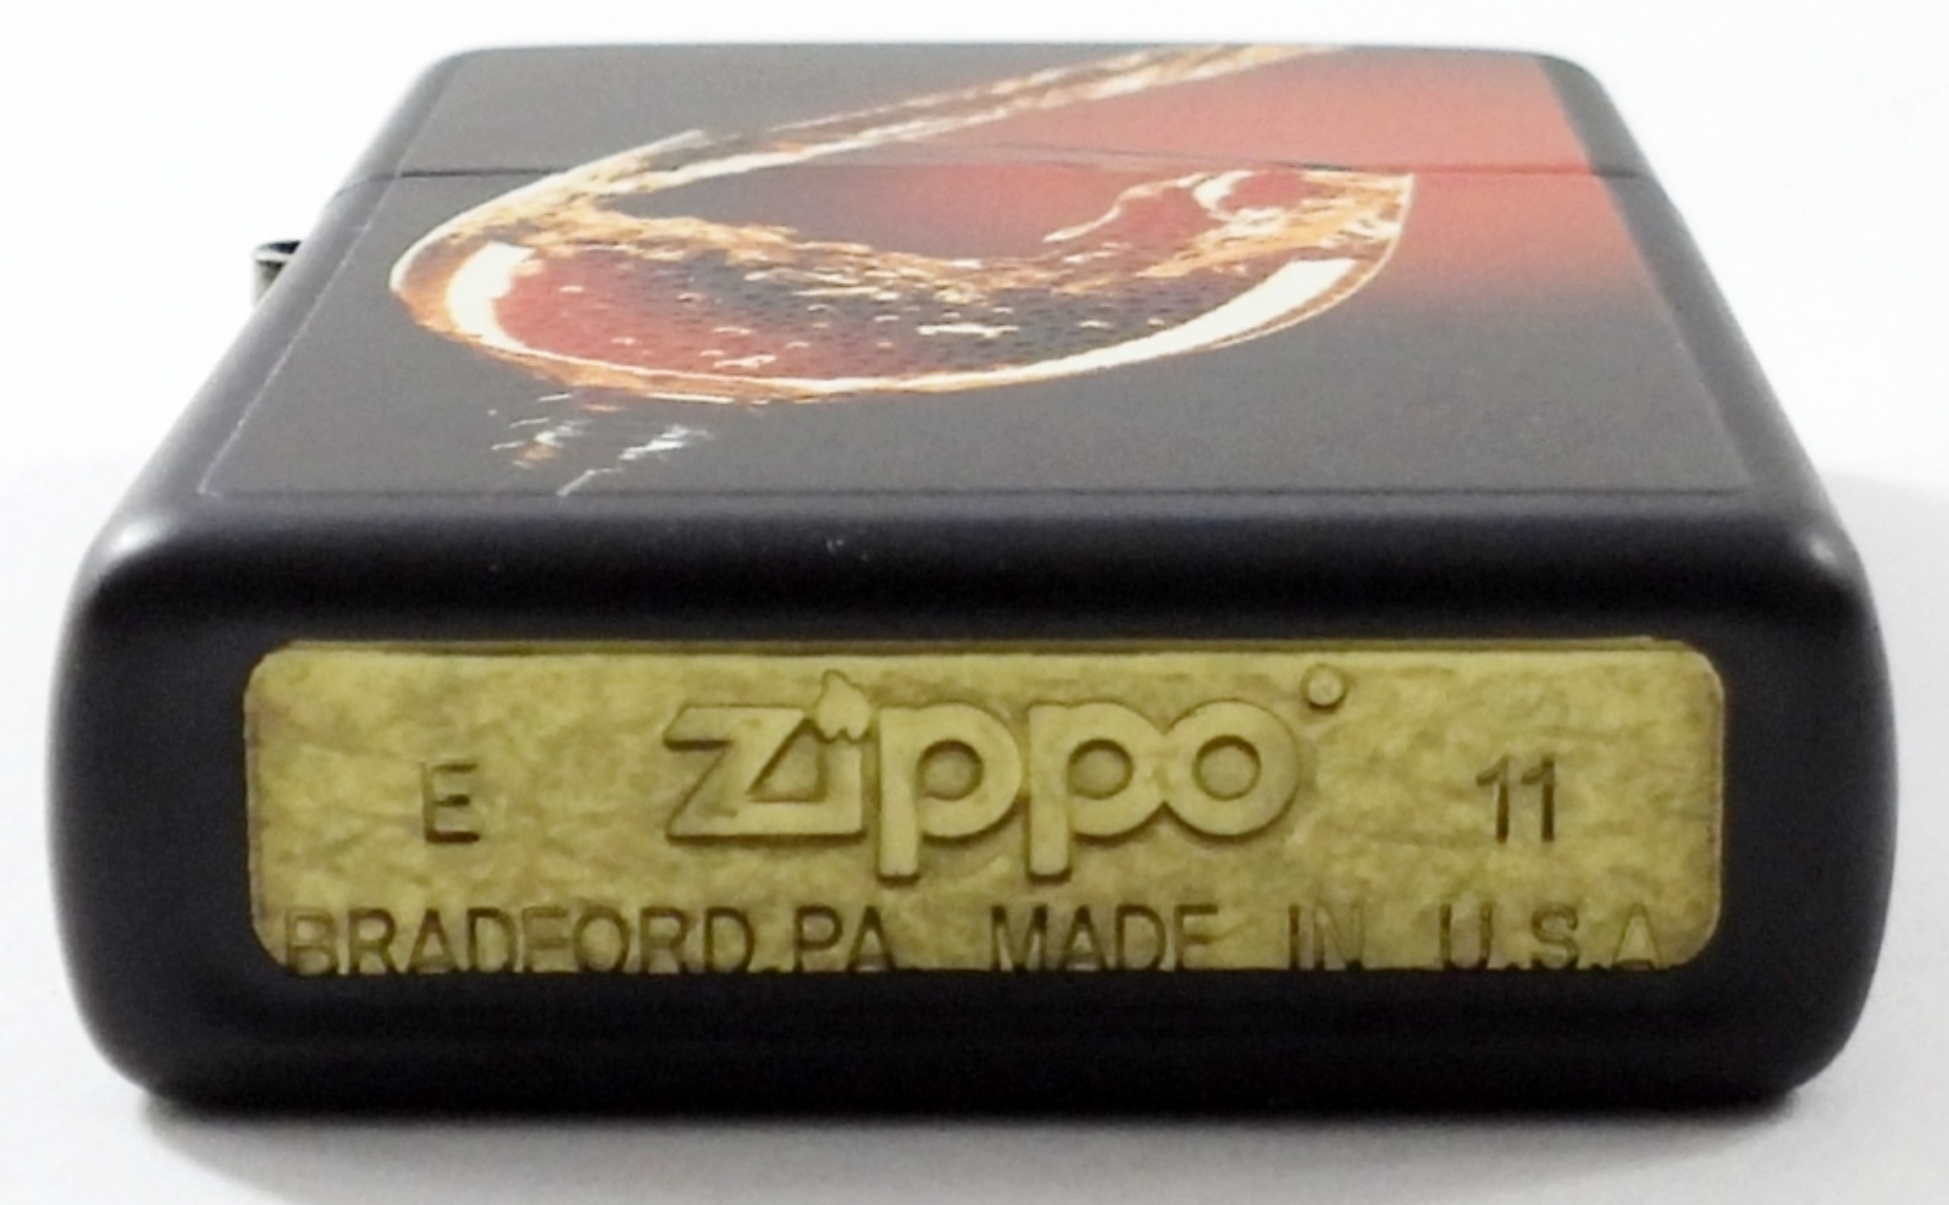 E zippo 11
BRADFORD,PA. MADE IN U.S.A